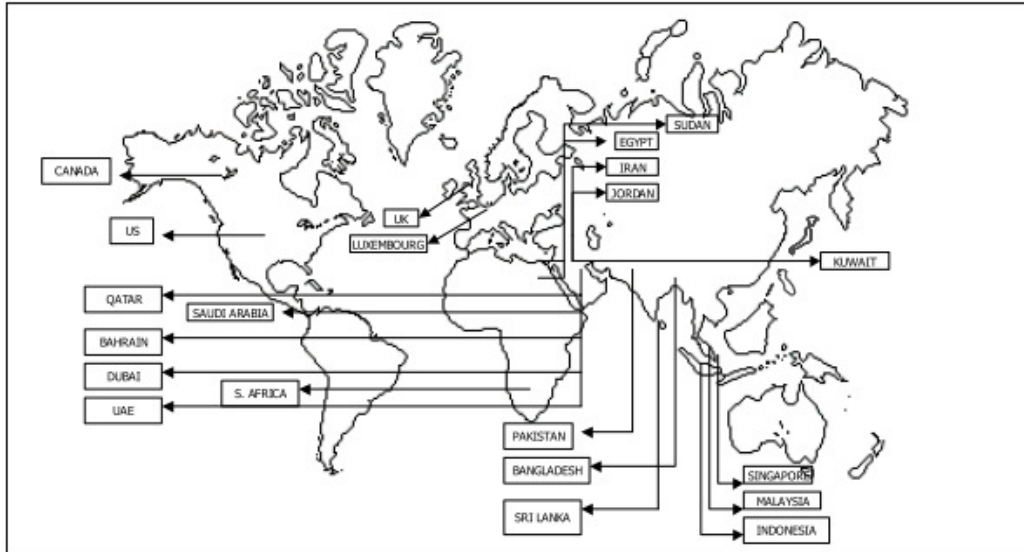 SUDAN
EGYPT
CANADA
IRAN
JORDAN
UK
US
LUXEMBOURG
KUWAIT
QATAR
SAUDI ARABIA
BAHRAIN
DUBAI
S. AFRICA
UAE
PAKISTAN
BANGLADESH
SINGAPORE
MALAYSIA
SRI LANKA
INDONESIA